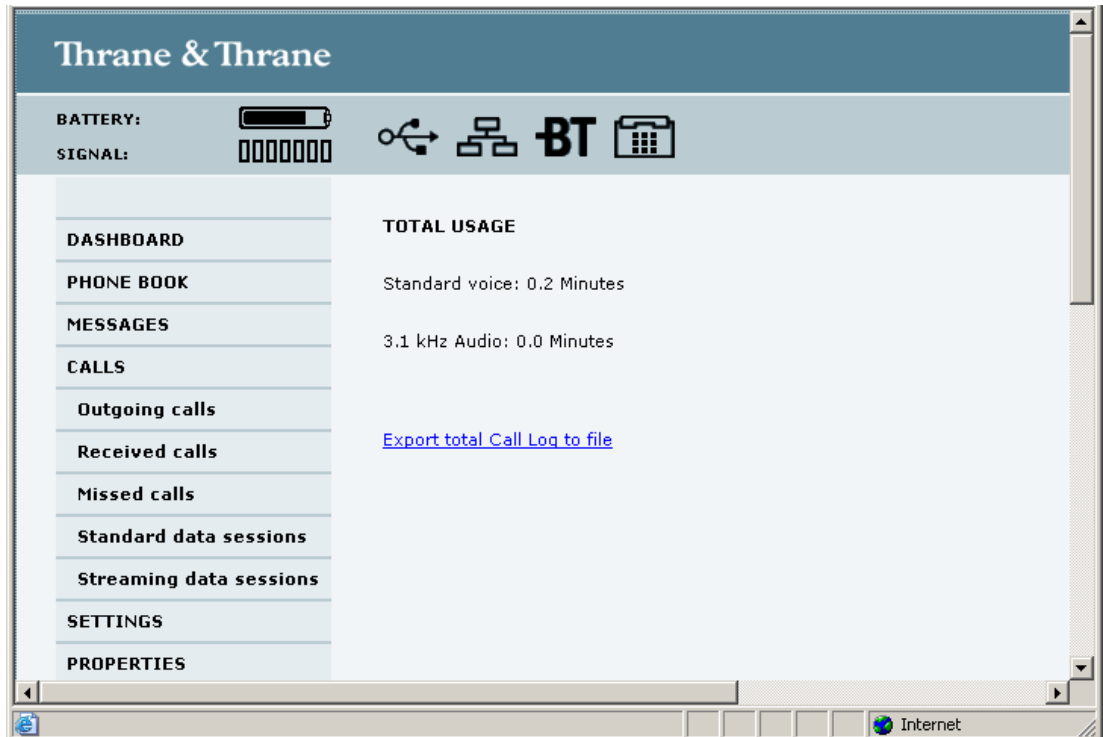 Thrane & Thrane
BATTERY:
SIGNAL:
BT
DASHBOARD
PHONE BOOK
MESSAGES
CALLS
Outgoing calls
Received calls
Missed calls
Standard data sessions
Streaming data sessions
SETTINGS
PROPERTIES
TOTAL USAGE
Standard voice: 0.2 Minutes
3.1 kHz Audio: 0.0 Minutes
Export total Call Log to file
Internet